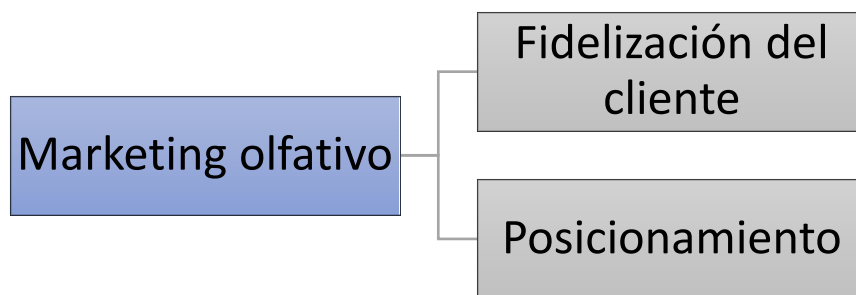 Fidelización del
cliente
Marketing olfativo
Posicionamiento